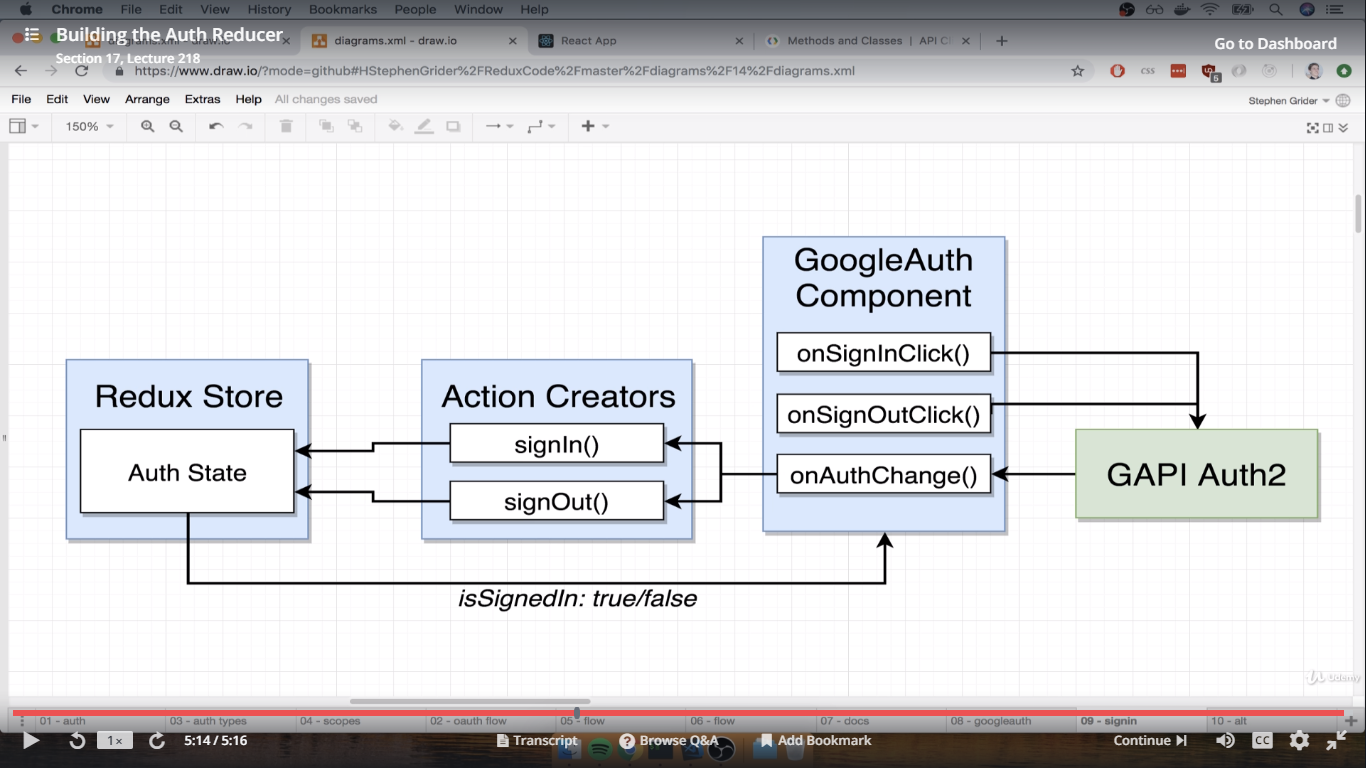 Chrome File Edit View History Bookmarks People Window Help
Building the Auth Reducer
diagrams.xml - draw.io
React App
Methods and Classes | API C
Section 17, Lecture 218
Go to Dashboard
https://www.draw.io/?mode=github#HStephenGrider%2FReduxCode%2Fmaster%2Fdiagrams%2F14%2Fdiagrams.xml
CSS
5
File Edit View Arrange Extras Help All changes saved
Stephen Grider
150%
GoogleAuth
Component
onSignInClick()
onSignOutClick()
onAuthChange()
Redux Store
Auth State
Action Creators
signIn()
signOut()
GAPI Auth2
isSignedIn: true/false
Udemy
01 - auth
03 - auth types
04 - scopes
02 - oauth flow
05 - flow
06 - flow
07 - docs
08 - googleauth
09 - signin
10 - alt
1×
5:14 / 5:16
Transcript
Browse Q&A
Add Bookmark
Continue
CC